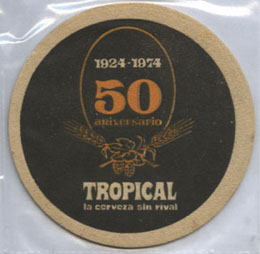 1924-1974
50
aniversario
TROPICAL
la cerveza sin rival